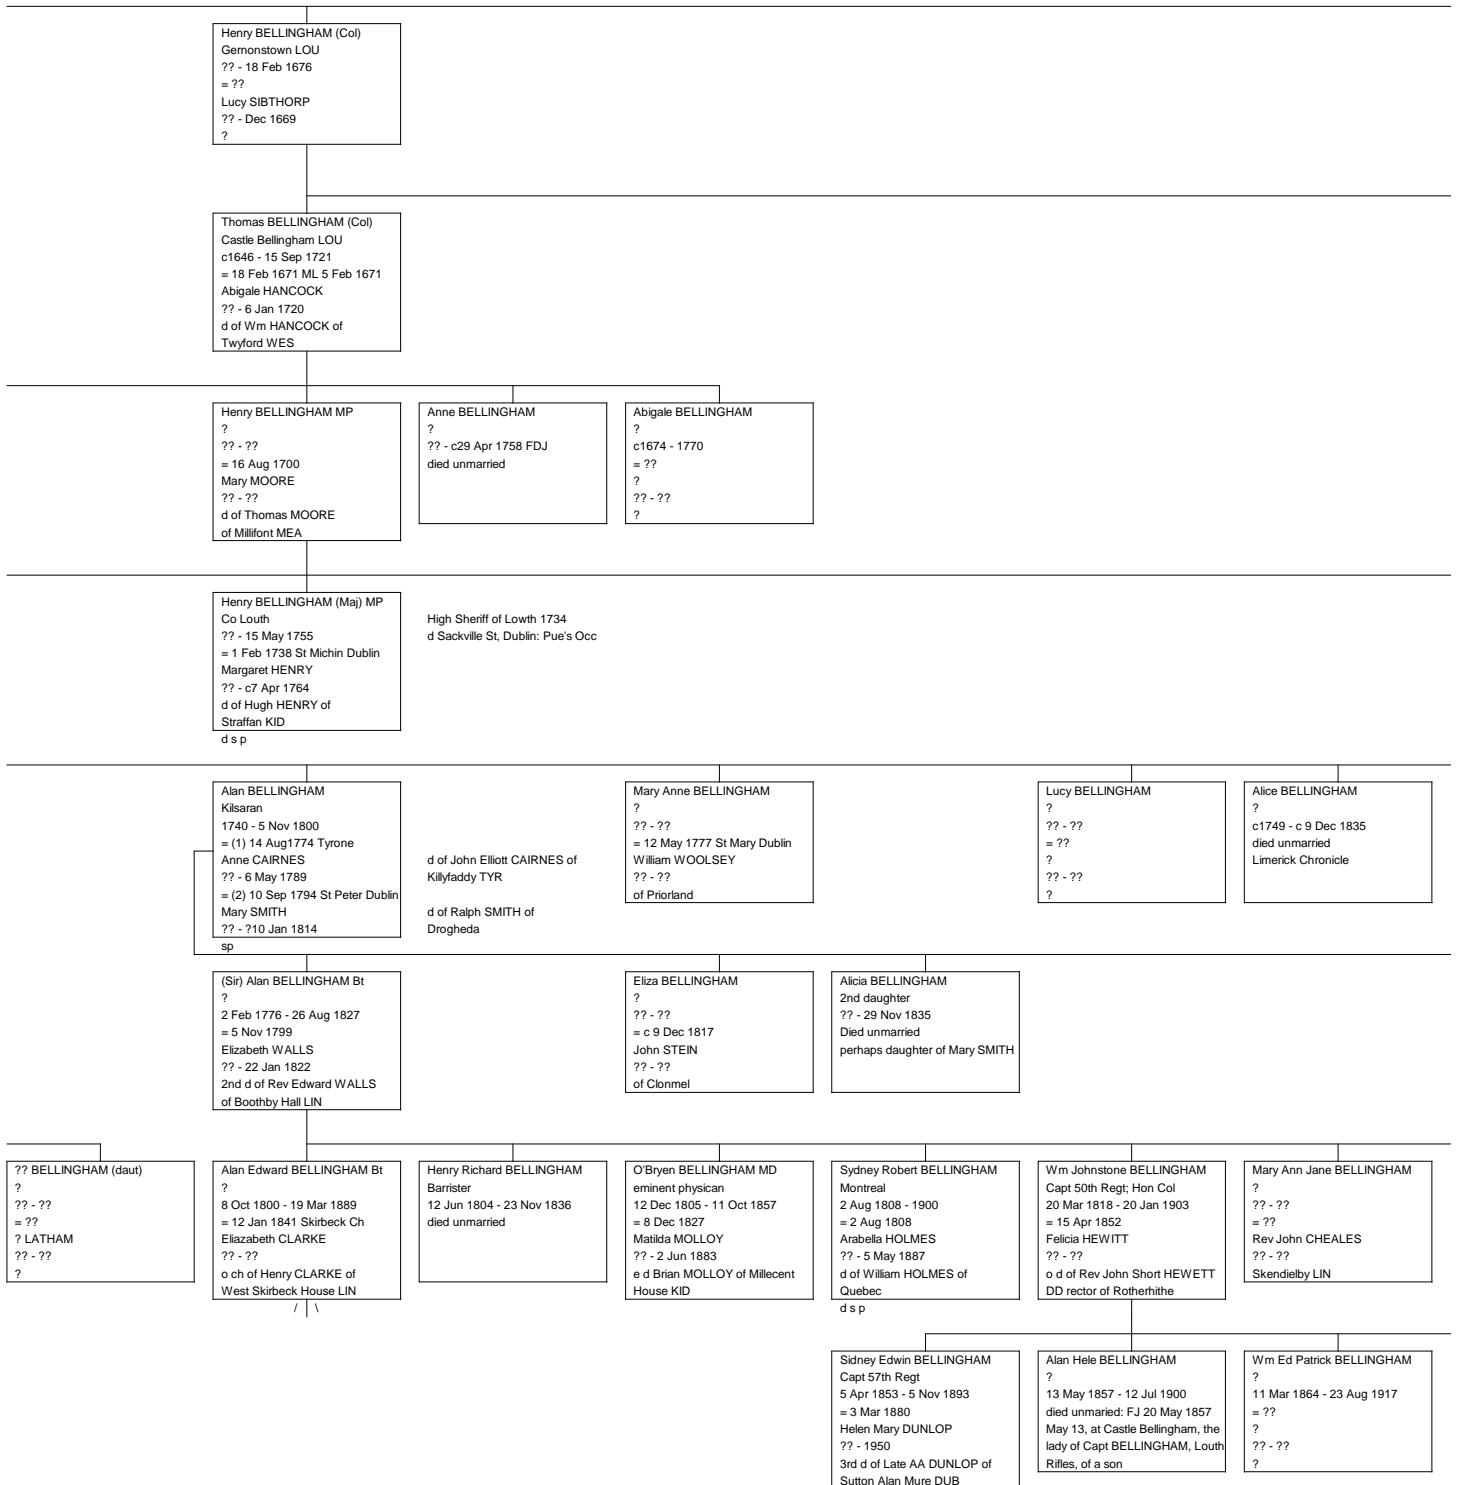 Henry BELLINGHAM (Col)
Gernonstown LOU
?? - 18 Feb 1676
= ??
Lucy SIBTHORP
?? - Dec 1669
?
Thomas BELLINGHAM (Col)
Castle Bellingham LOU
c1646 - 15 Sep 1721
= 18 Feb 1671 ML 5 Feb 1671
Abigale HANCOCK
?? - 6 Jan 1720
d of Wm HANCOCK of
Twyford WES
Henry BELLINGHAM MP
?
?? - ??
= 16 Aug 1700
Mary MOORE
?? - ??
d of Thomas MOORE
of Millifont MEA
Anne BELLINGHAM
?
?? - c29 Apr 1758 FDJ
died unmarried
Abigale BELLINGHAM
?
c1674 - 1770
= ??
?
?? - ??
?
Henry BELLINGHAM (Maj) MP
Co Louth
?? - 15 May 1755
= 1 Feb 1738 St Michin Dublin
Margaret HENRY
?? - c7 Apr 1764
d of Hugh HENRY of
Straffan KID
d s p
High Sheriff of Lowth 1734
d Sackville St, Dublin: Pue's Occ
Alan BELLINGHAM
Kilsaran
1740 - 5 Nov 1800
= (1) 14 Aug1774 Tyrone
Anne CAIRNES
?? - 6 May 1789
= (2) 10 Sep 1794 St Peter Dublin
Mary SMITH
?? - ?10 Jan 1814
sp
d of John Elliott CAIRNES of
Killyfaddy TYR
d of Ralph SMITH of
Drogheda
Mary Anne BELLINGHAM
?
?? - ??
= 12 May 1777 St Mary Dublin
William WOOLSEY
?? - ??
of Priorland
Lucy BELLINGHAM
?
?? - ??
= ??
?
?? - ??
?
Alice BELLINGHAM
?
c1749 - c 9 Dec 1835
died unmarried
Limerick Chronicle
(Sir) Alan BELLINGHAM Bt
?
2 Feb 1776 - 26 Aug 1827
= 5 Nov 1799
Elizabeth WALLS
?? - 22 Jan 1822
2nd d of Rev Edward WALLS
of Boothby Hall LIN
Eliza BELLINGHAM
?
?? - ??
= c 9 Dec 1817
John STEIN
?? - ??
of Clonmel
Alicia BELLINGHAM
2nd daughter
?? - 29 Nov 1835
Died unmarried
perhaps daughter of Mary SMITH
?? BELLINGHAM (daut)
?
?? - ??
= ??
? LATHAM
?? - ??
?
Alan Edward BELLINGHAM Bt
?
8 Oct 1800 - 19 Mar 1889
= 12 Jan 1841 Skirbeck Ch
Eliazabeth CLARKE
?? - ??
o ch of Henry CLARKE of
West Skirbeck House LIN
/ \
Henry Richard BELLINGHAM
Barrister
12 Jun 1804 - 23 Nov 1836
died unmarried
O'Bryen BELLINGHAM MD
eminent physican
12 Dec 1805 - 11 Oct 1857
= 8 Dec 1827
Matilda MOLLOY
?? - 2 Jun 1883
e d Brian MOLLOY of Millecent
House KID
Sydney Robert BELLINGHAM
Montreal
2 Aug 1808 - 1900
= 2 Aug 1808
Arabella HOLMES
?? - 5 May 1887
d of William HOLMES of
Quebec
d s p
Wm Johnstone BELLINGHAM
Capt 50th Regt; Hon Col
20 Mar 1818 - 20 Jan 1903
= 15 Apr 1852
Felicia HEWITT
?? - ??
o d of Rev John Short HEWETT
DD rector of Rotherhithe
Mary Ann Jane BELLINGHAM
?
?? - ??
= ??
Rev John CHEALES
?? - ??
Skendielby LIN
Sidney Edwin BELLINGHAM
Capt 57th Regt
5 Apr 1853 - 5 Nov 1893
= 3 Mar 1880
Helen Mary DUNLOP
?? - 1950
3rd d of Late AA DUNLOP of
Sutton Alan Mure DUB
Alan Hele BELLINGHAM
?
13 May 1857 - 12 Jul 1900
died unmaried: FJ 20 May 1857
May 13, at Castle Bellingham, the
lady of Capt BELLINGHAM, Louth
Rifles, of a son
Wm Ed Patrick BELLINGHAM
?
11 Mar 1864 - 23 Aug 1917
= ??
?
?? - ??
?